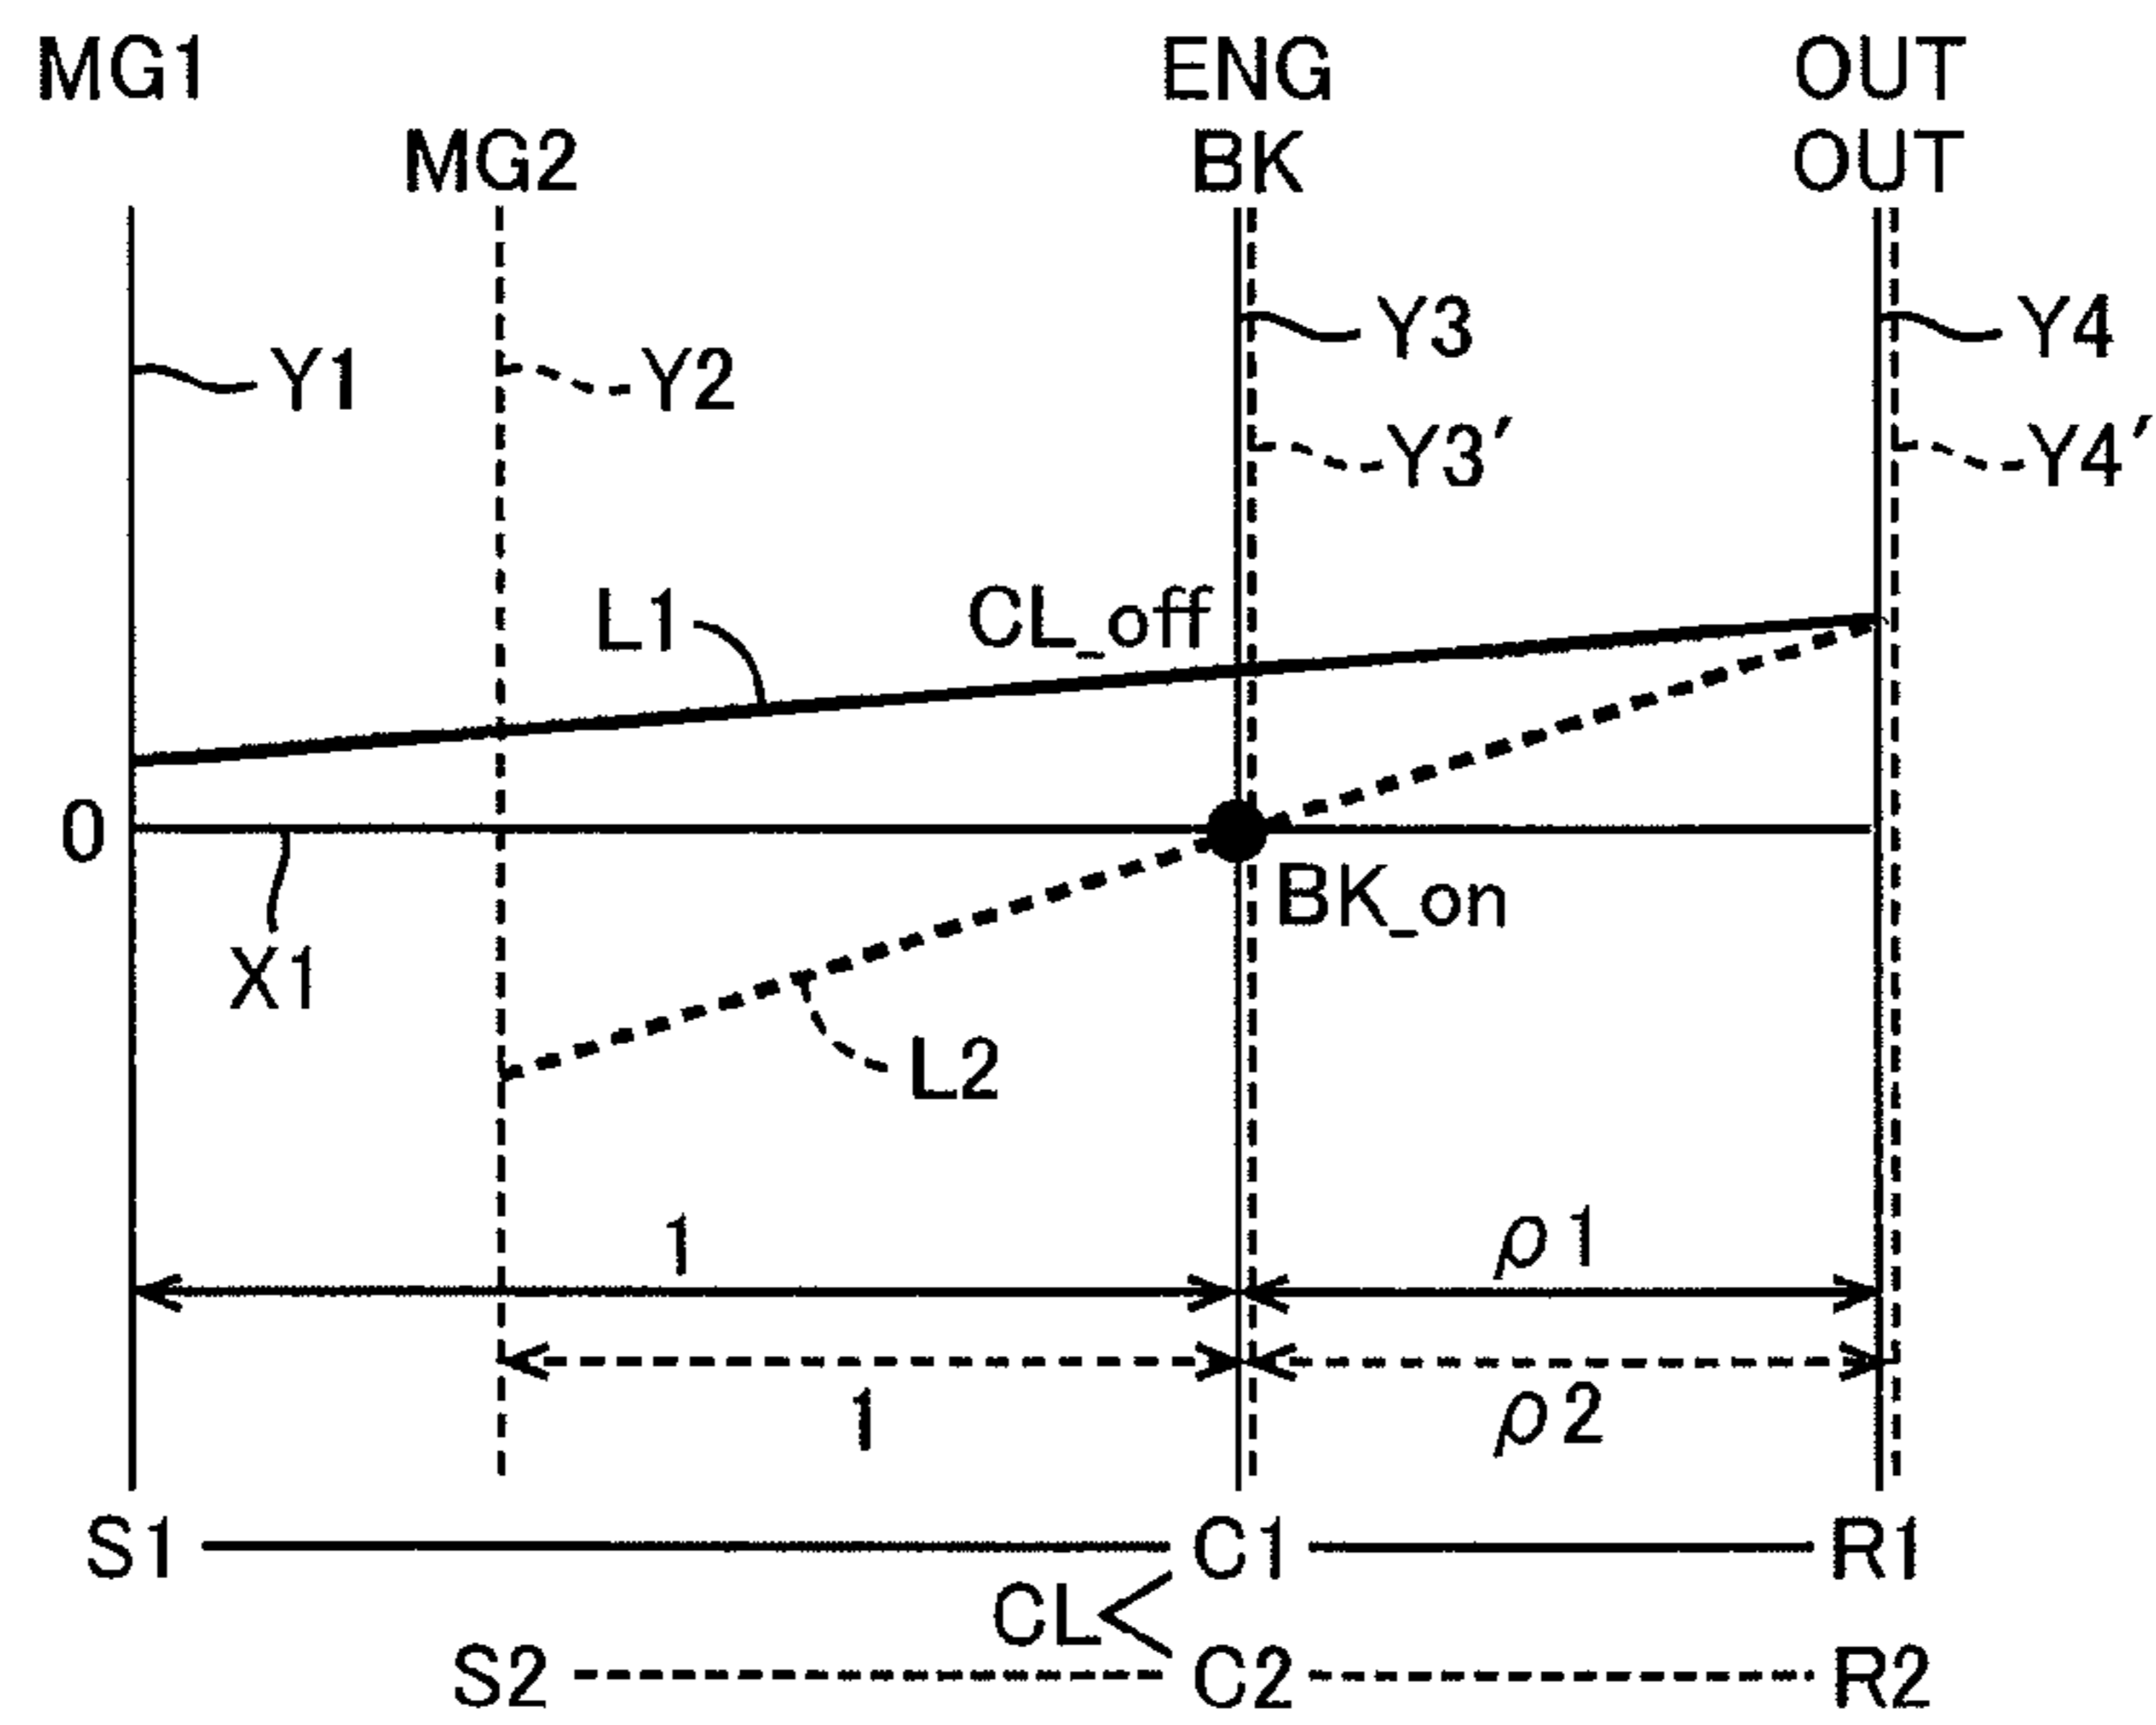 MG1 ENG OUT
MG2 BK OUT
Y3 Y4
Y1 Y2
Y3′ Y4′
L1 CL_off
0
BK_on
X1
L2
1 ρ1
1 ρ2
S1 C1 R1
CL
S2 C2 R2